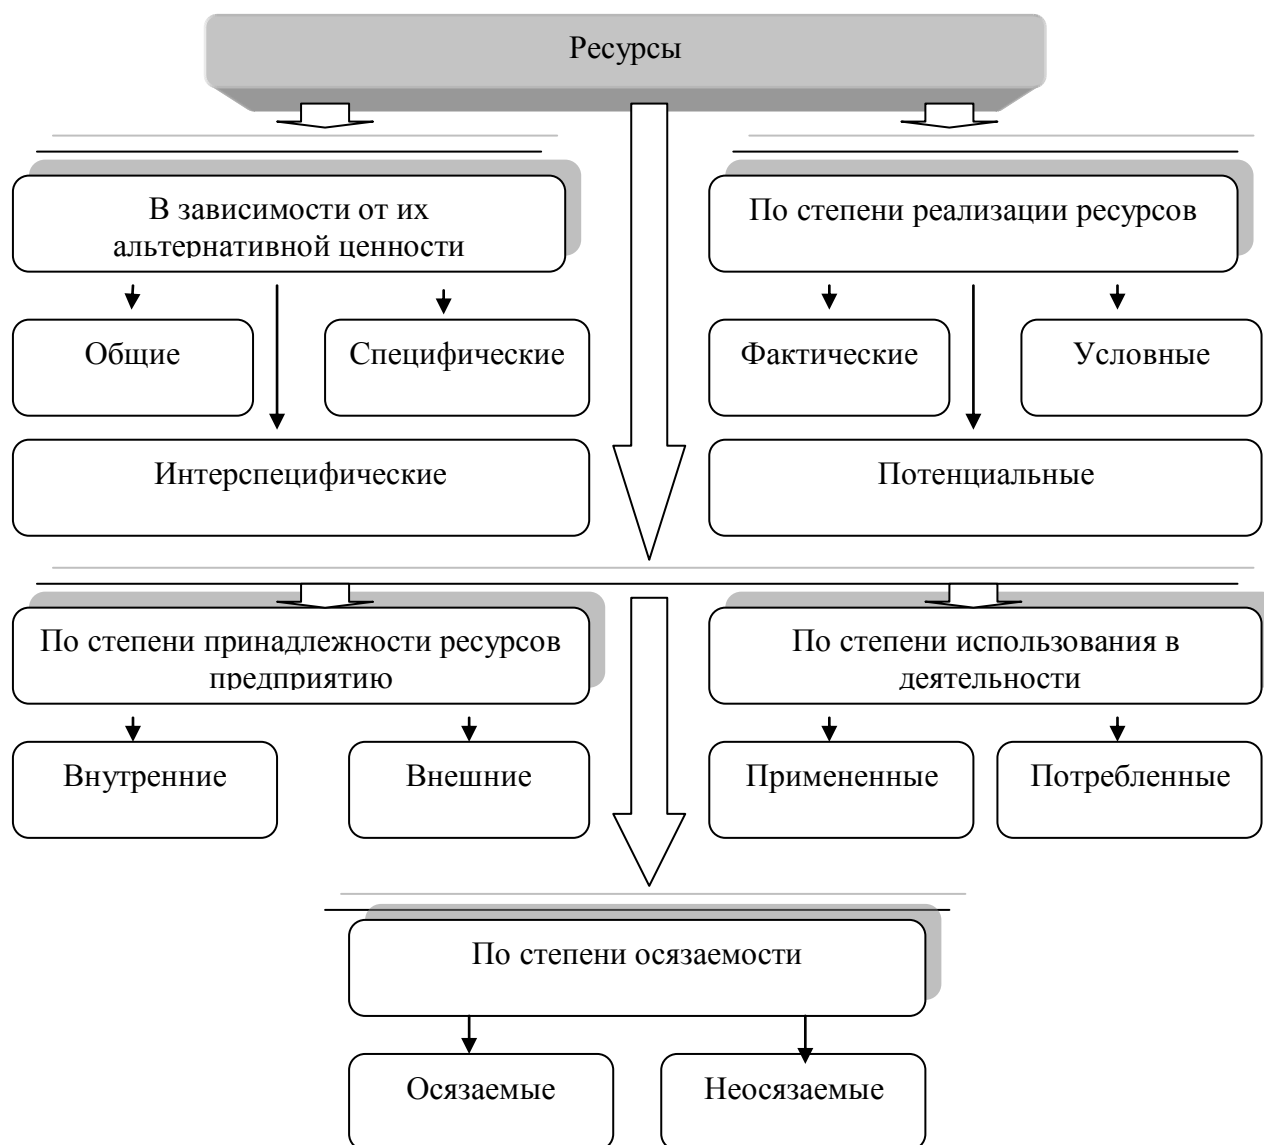 Ресурсы
В зависимости от их
альтернативной ценности
По степени реализации ресурсов
Общие
Специфические
Фактические
Условные
Интерспецифические
Потенциальные
По степени принадлежности ресурсов
предприятию
По степени использования в
деятельности
Внутренние
Внешние
Примененные
Потребленные
По степени осязаемости
Осязаемые
Неосязаемые